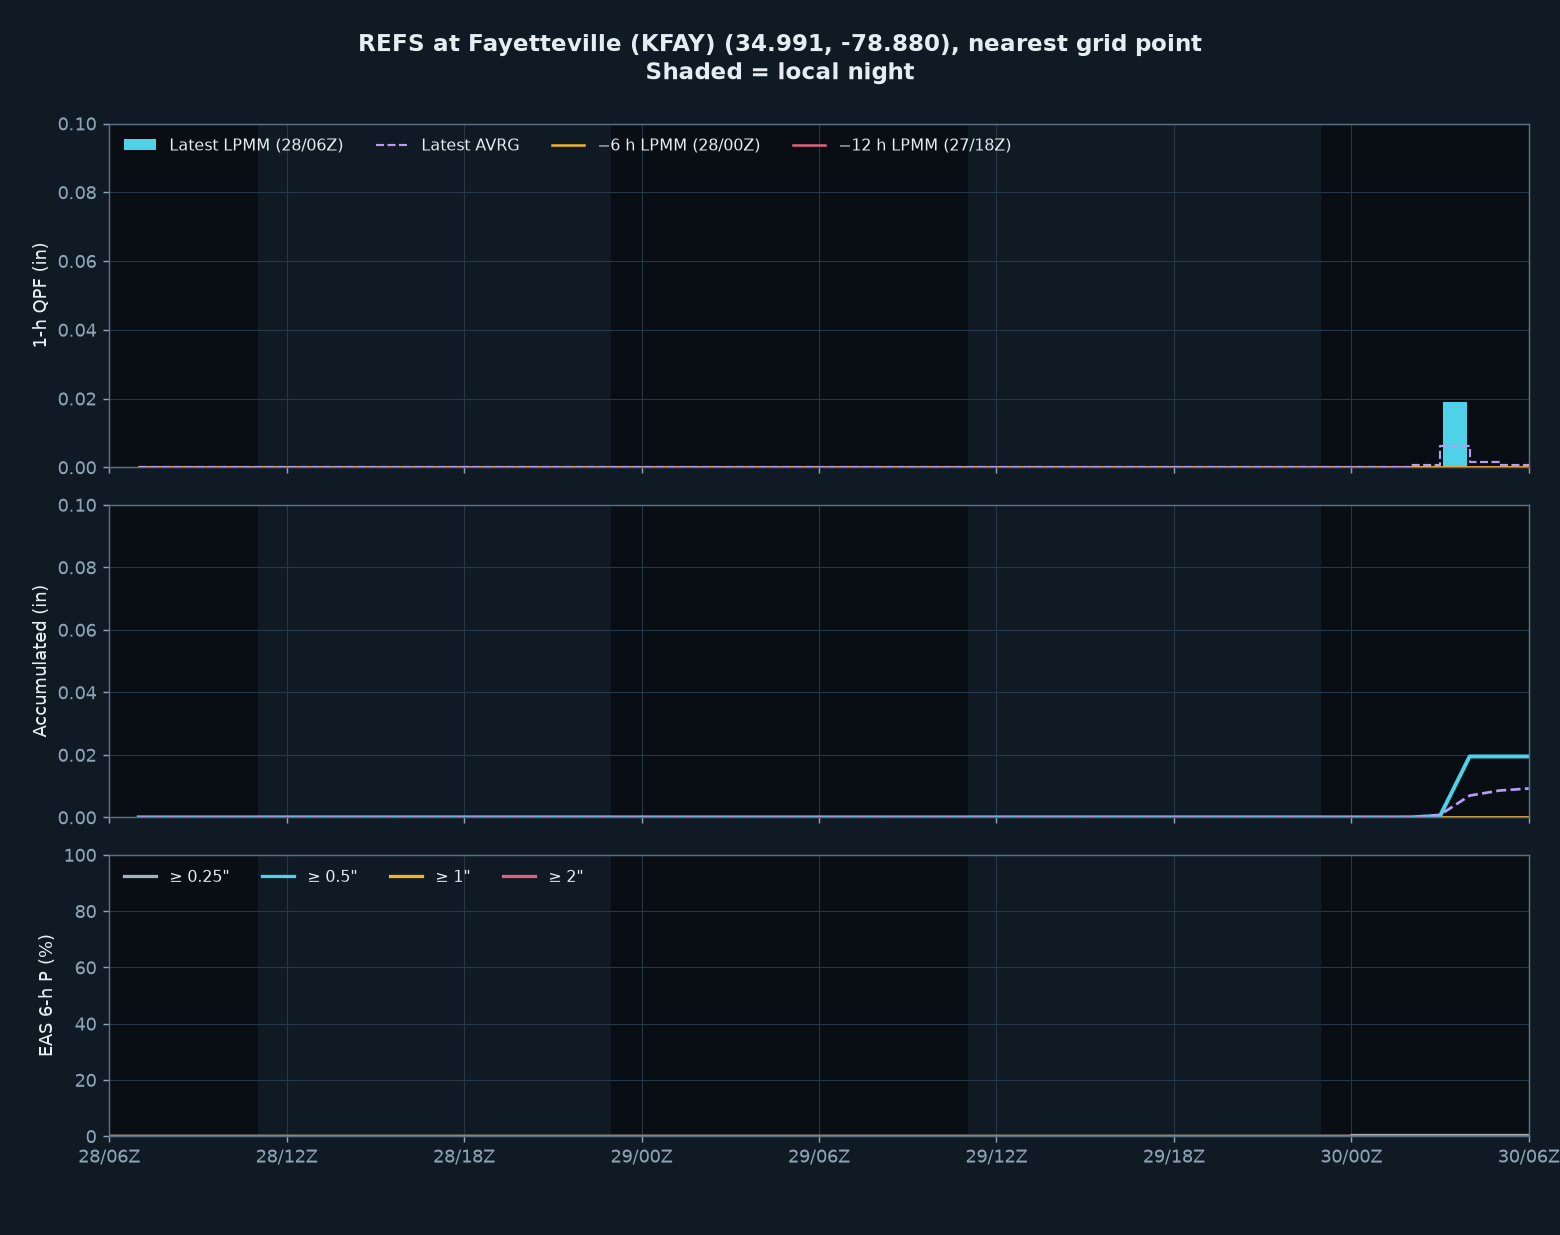 REFS at Fayetteville (KFAY) (34.991, -78.880), nearest grid point
Shaded = local night
Latest LPMM (28/06Z) Latest AVRG −6 h LPMM (28/00Z) −12 h LPMM (27/18Z)
1-h QPF (in)
0.10
0.08
0.06
0.04
0.02
0.00
Accumulated (in)
0.10
0.08
0.06
0.04
0.02
0.00
≥ 0.25" ≥ 0.5" ≥ 1" ≥ 2"
EAS 6-h P (%)
100
80
60
40
20
0
28/06Z 28/12Z 28/18Z 29/00Z 29/06Z 29/12Z 29/18Z 30/00Z 30/06Z